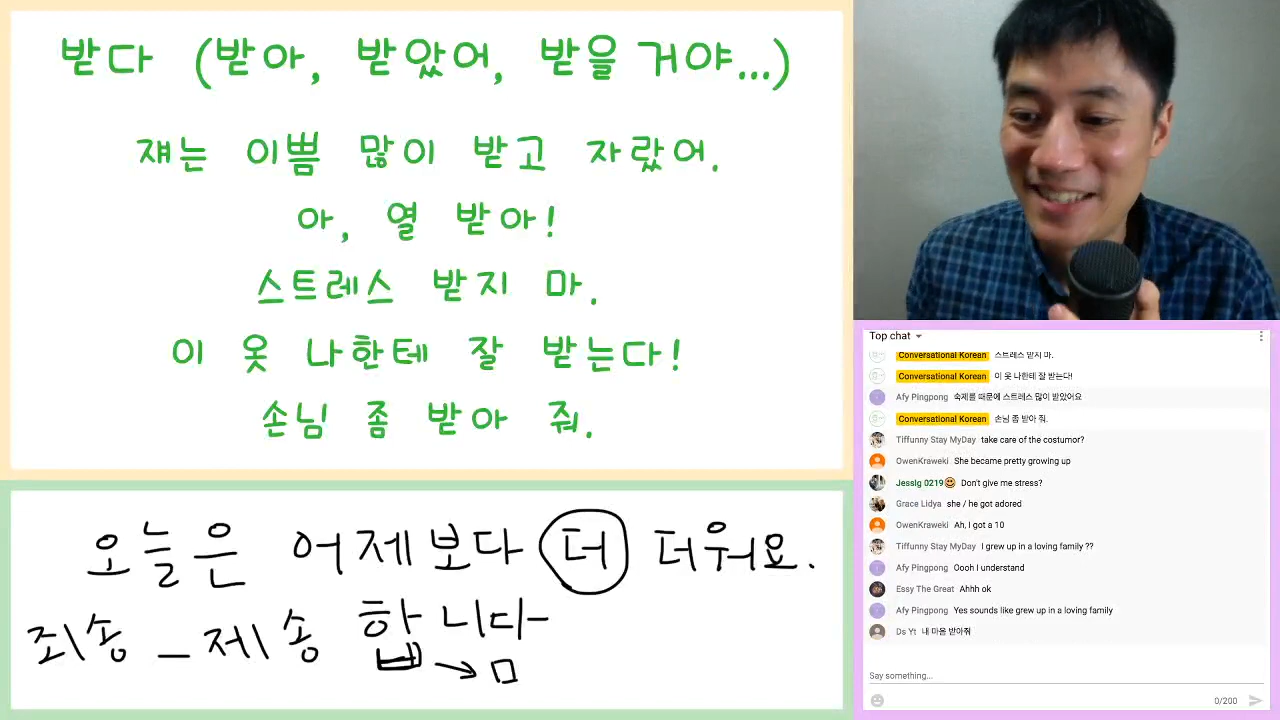 받다 (받아, 받았어, 받을 거야...)
쟤는 이쁨 많이 받고 자랐어.
아, 열 받아!
스트레스 받지 마.
이 옷 나한테 잘 받는다!
손님 좀 받아 줘.
오늘은 어제보다 더 더워요.
죄송 _ 제송 합니다
ㅂ → ㅁ
Top chat
Conversational Korean 스트레스 받지 마.
Conversational Korean 이 옷 나한테 잘 받는다!
Afy Pingpong 숙제를 때문에 스트레스 많이 받았어요
Conversational Korean 손님 좀 받아 줘.
Tiffunny Stay MyDay take care of the costumor?
OwenKraweki She became pretty growing up
Jessig 0219😃 Don't give me stress?
Grace Lidya she / he got adored
OwenKraweki Ah, I got a 10
Tiffunny Stay MyDay I grew up in a loving family ??
Afy Pingpong Oooh I understand
Essy The Great Ahhh ok
Afy Pingpong Yes sounds like grew up in a loving family
Ds Yt 내 마음 받아줘
Say something...
0/200